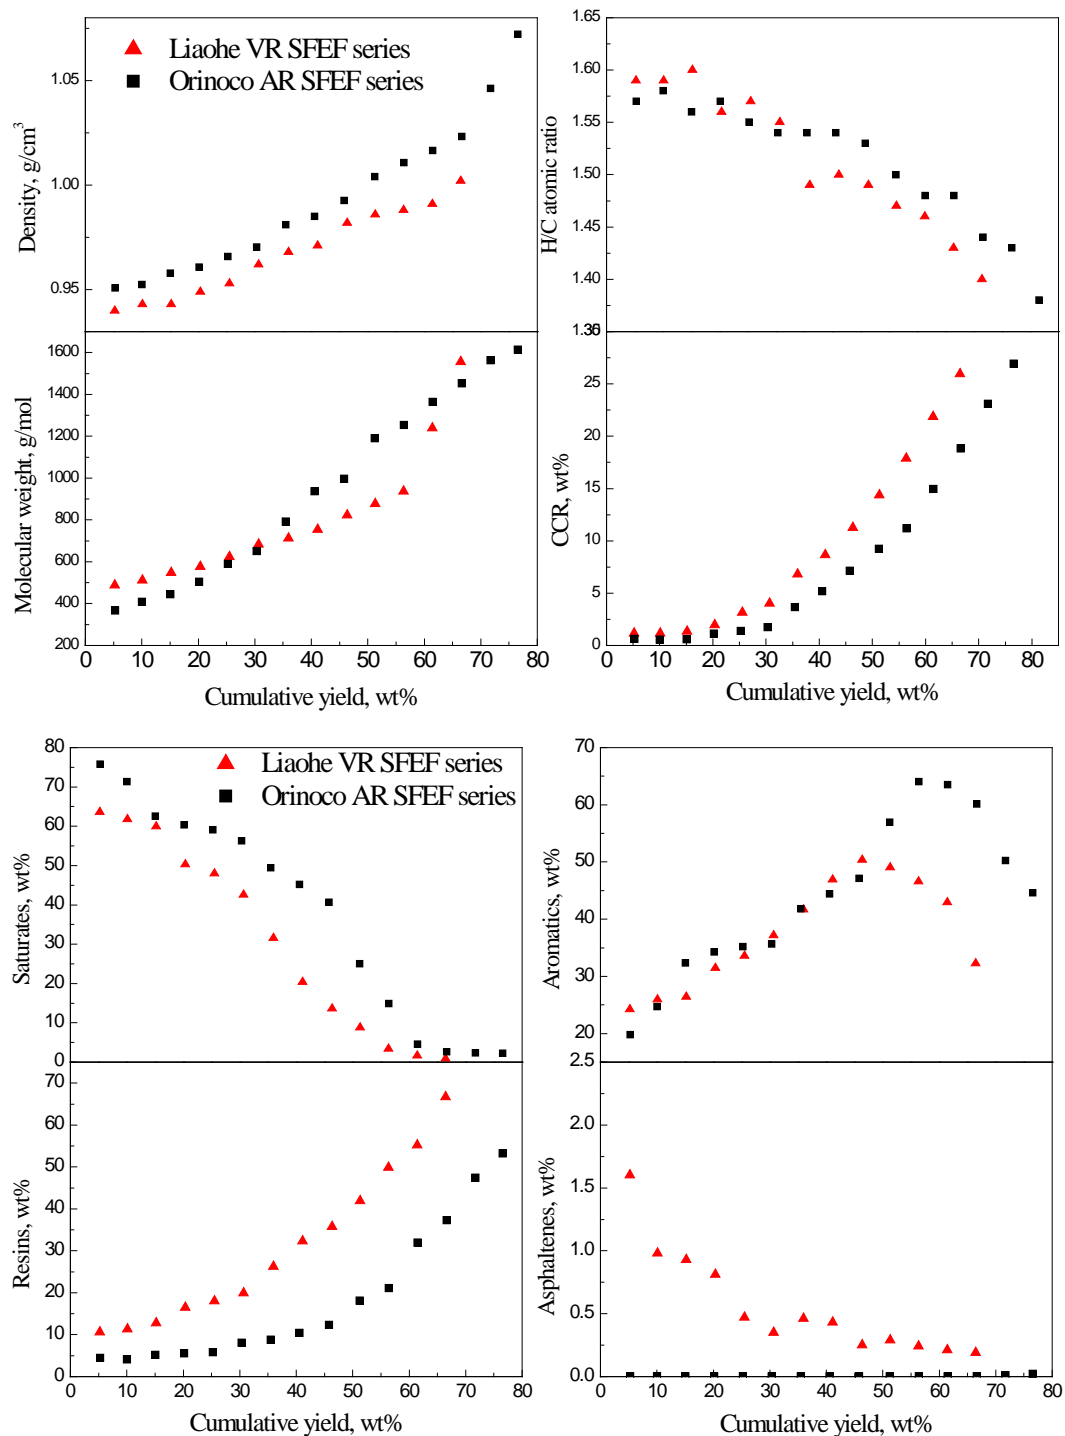 Liaohe VR SFEF series
Orinoco AR SFEF series
1.05
1.00
0.95
Density, g/cm³
1.65
1.60
1.55
1.50
1.45
1.40
1.35
H/C atomic ratio
1600
1400
1200
1000
800
600
400
200
Molecular weight, g/mol
0 10 20 30 40 50 60 70 80
Cumulative yield, wt%
30
25
20
15
10
5
0
CCR, wt%
0 10 20 30 40 50 60 70 80
Cumulative yield, wt%
Liaohe VR SFEF series
Orinoco AR SFEF series
80
70
60
50
40
30
20
10
0
Saturates, wt%
70
60
50
40
30
20
Aromatics, wt%
70
60
50
40
30
20
10
0
Resins, wt%
0 10 20 30 40 50 60 70 80
Cumulative yield, wt%
2.5
2.0
1.5
1.0
0.5
0.0
Asphaltenes, wt%
0 10 20 30 40 50 60 70 80
Cumulative yield, wt%